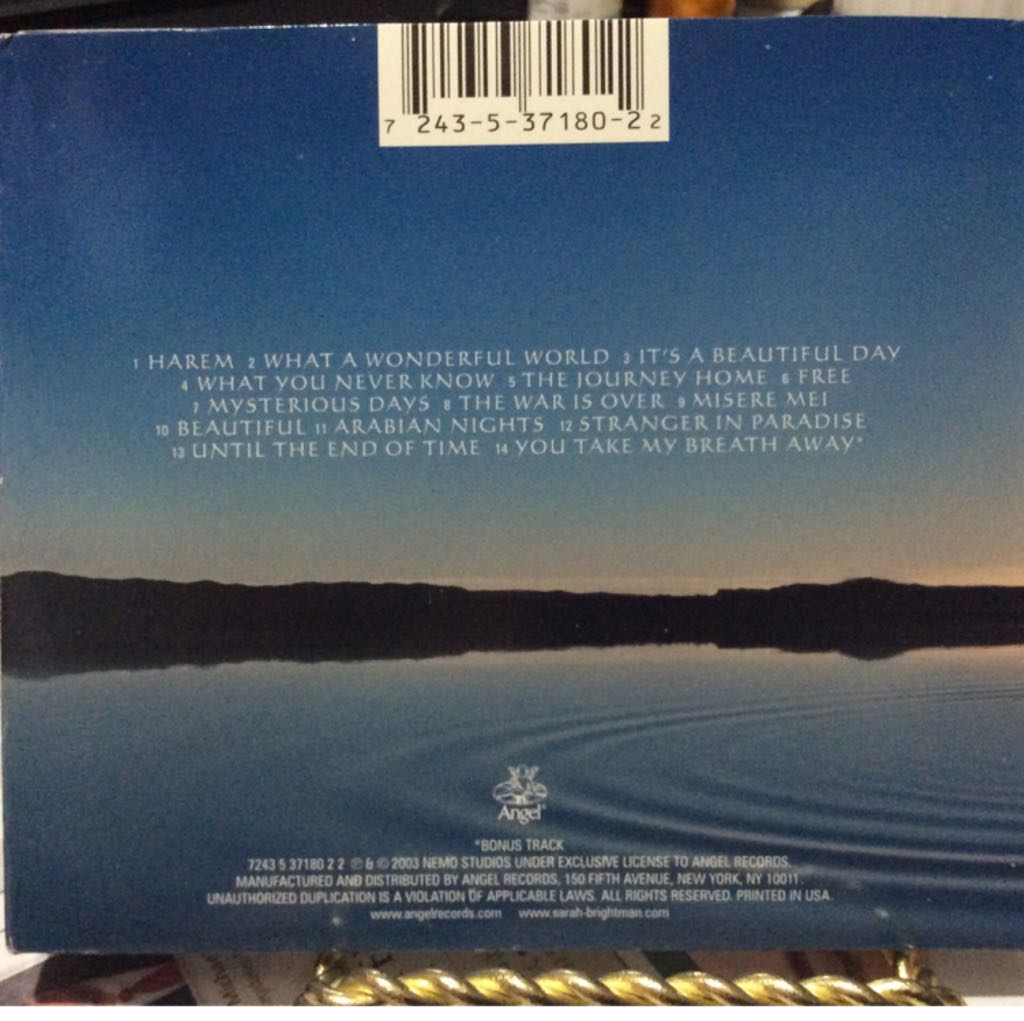 7 243-5-37180-2 2
1 HAREM 2 WHAT A WONDERFUL WORLD 3 IT'S A BEAUTIFUL DAY
4 WHAT YOU NEVER KNOW 5 THE JOURNEY HOME 6 FREE
7 MYSTERIOUS DAYS 8 THE WAR IS OVER 9 MISERE MEI
10 BEAUTIFUL 11 ARABIAN NIGHTS 12 STRANGER IN PARADISE
13 UNTIL THE END OF TIME 14 YOU TAKE MY BREATH AWAY*
Angel®
*BONUS TRACK
7243 5 37180 2 2 ℗ & © 2003 NEMO STUDIOS UNDER EXCLUSIVE LICENSE TO ANGEL RECORDS.
MANUFACTURED AND DISTRIBUTED BY ANGEL RECORDS, 150 FIFTH AVENUE, NEW YORK, NY 10011.
UNAUTHORIZED DUPLICATION IS A VIOLATION OF APPLICABLE LAWS. ALL RIGHTS RESERVED. PRINTED IN USA.
www.angelrecords.com www.sarah-brightman.com